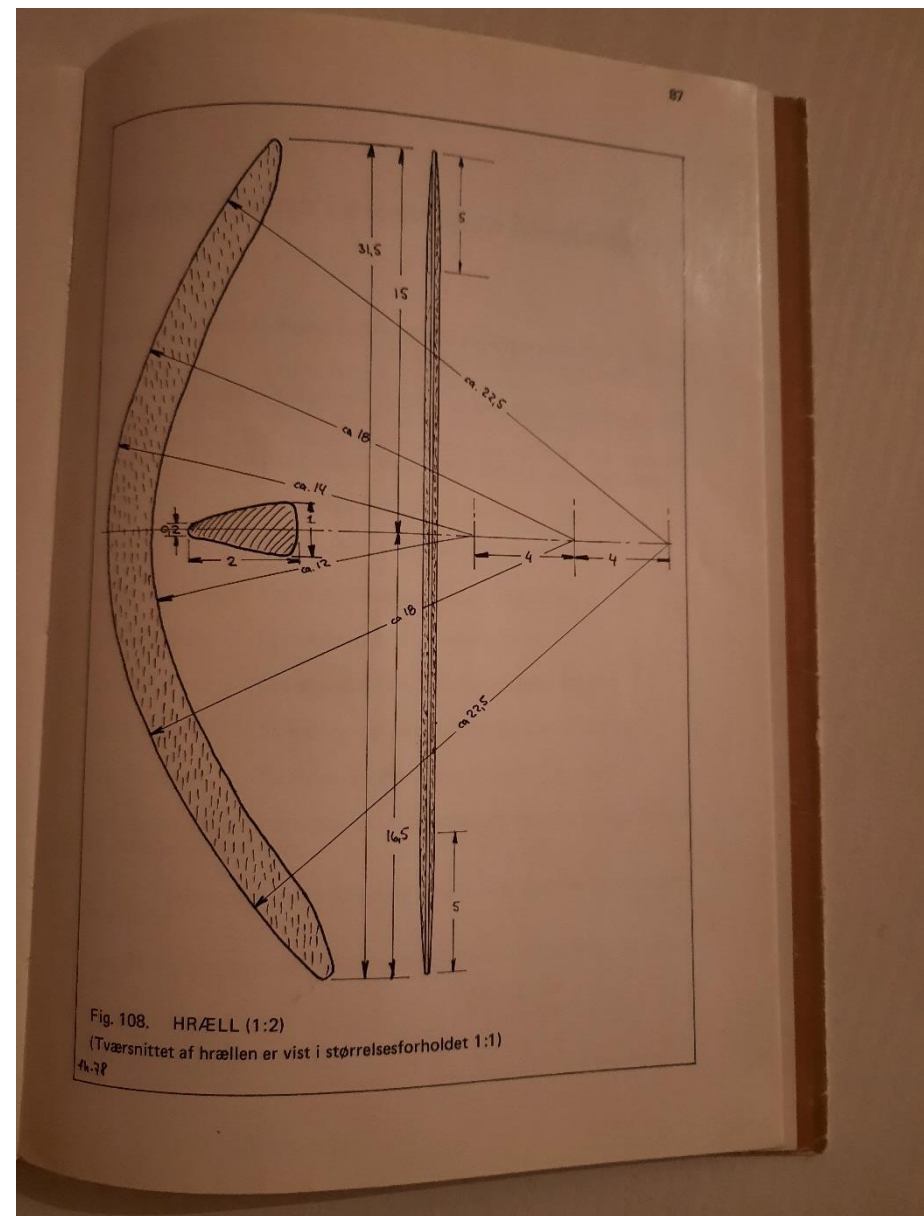 87
5
31,5
15
ca. 22,5
ca 18
ca. 14
0,2
1
2
ca. 12
4
4
ca 18
ca 22,5
16,5
5
Fig. 108. HRÆLL (1:2)
(Tværsnittet af hrællen er vist i størrelsesforholdet 1:1)